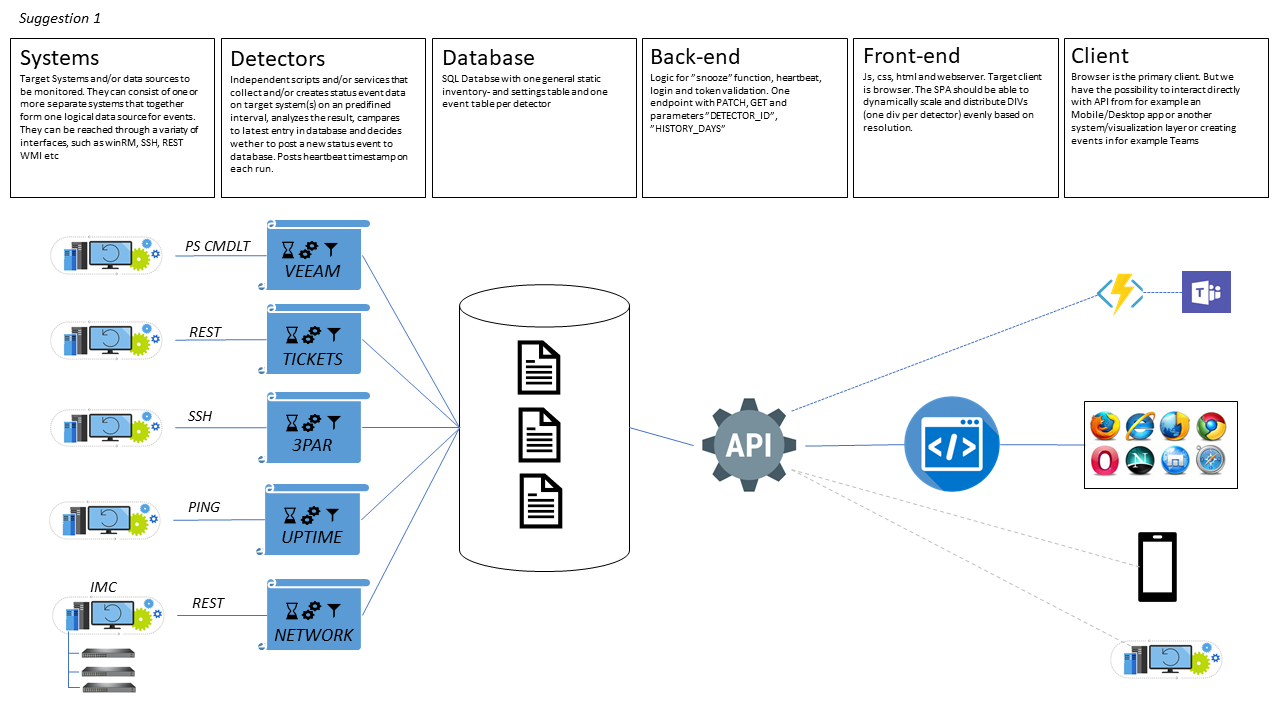 Suggestion 1
Systems
Target Systems and/or data sources to
be monitored. They can consist of one or
more separate systems that together
form one logical data source for events.
They can be reached through a variaty of
interfaces, such as winRM, SSH, REST
WMI etc
Detectors
Independent scripts and/or services that
collect and/or creates status event data
on target system(s) on an predifined
interval, analyzes the result, campares
to latest entry in database and decides
wether to post a new status event to
database. Posts heartbeat timestamp on
each run.
Database
SQL Databse with one general static
inventory- and settings table and one
event table per detector
Back-end
Logic for ”snooze” function, heartbeat,
login and token validation. One
endpoint with PATCH, GET and
parameters ”DETECTOR_ID”,
”HISTORY_DAYS”
Front-end
Js, css, html and webserver. Target client
is browser. The SPA should be able to
dynamically scale and distribute DIVs
(one div per detector) evenly based on
resolution.
Client
Browser is the primary client. But we
have the possibility to interact directly
with API from for example an
Mobile/Desktop app or another
system/visualization layer or creating
events in for example Teams
PS CMDLT
VEEAM
REST
TICKETS
SSH
3PAR
PING
UPTIME
IMC
REST
NETWORK
API